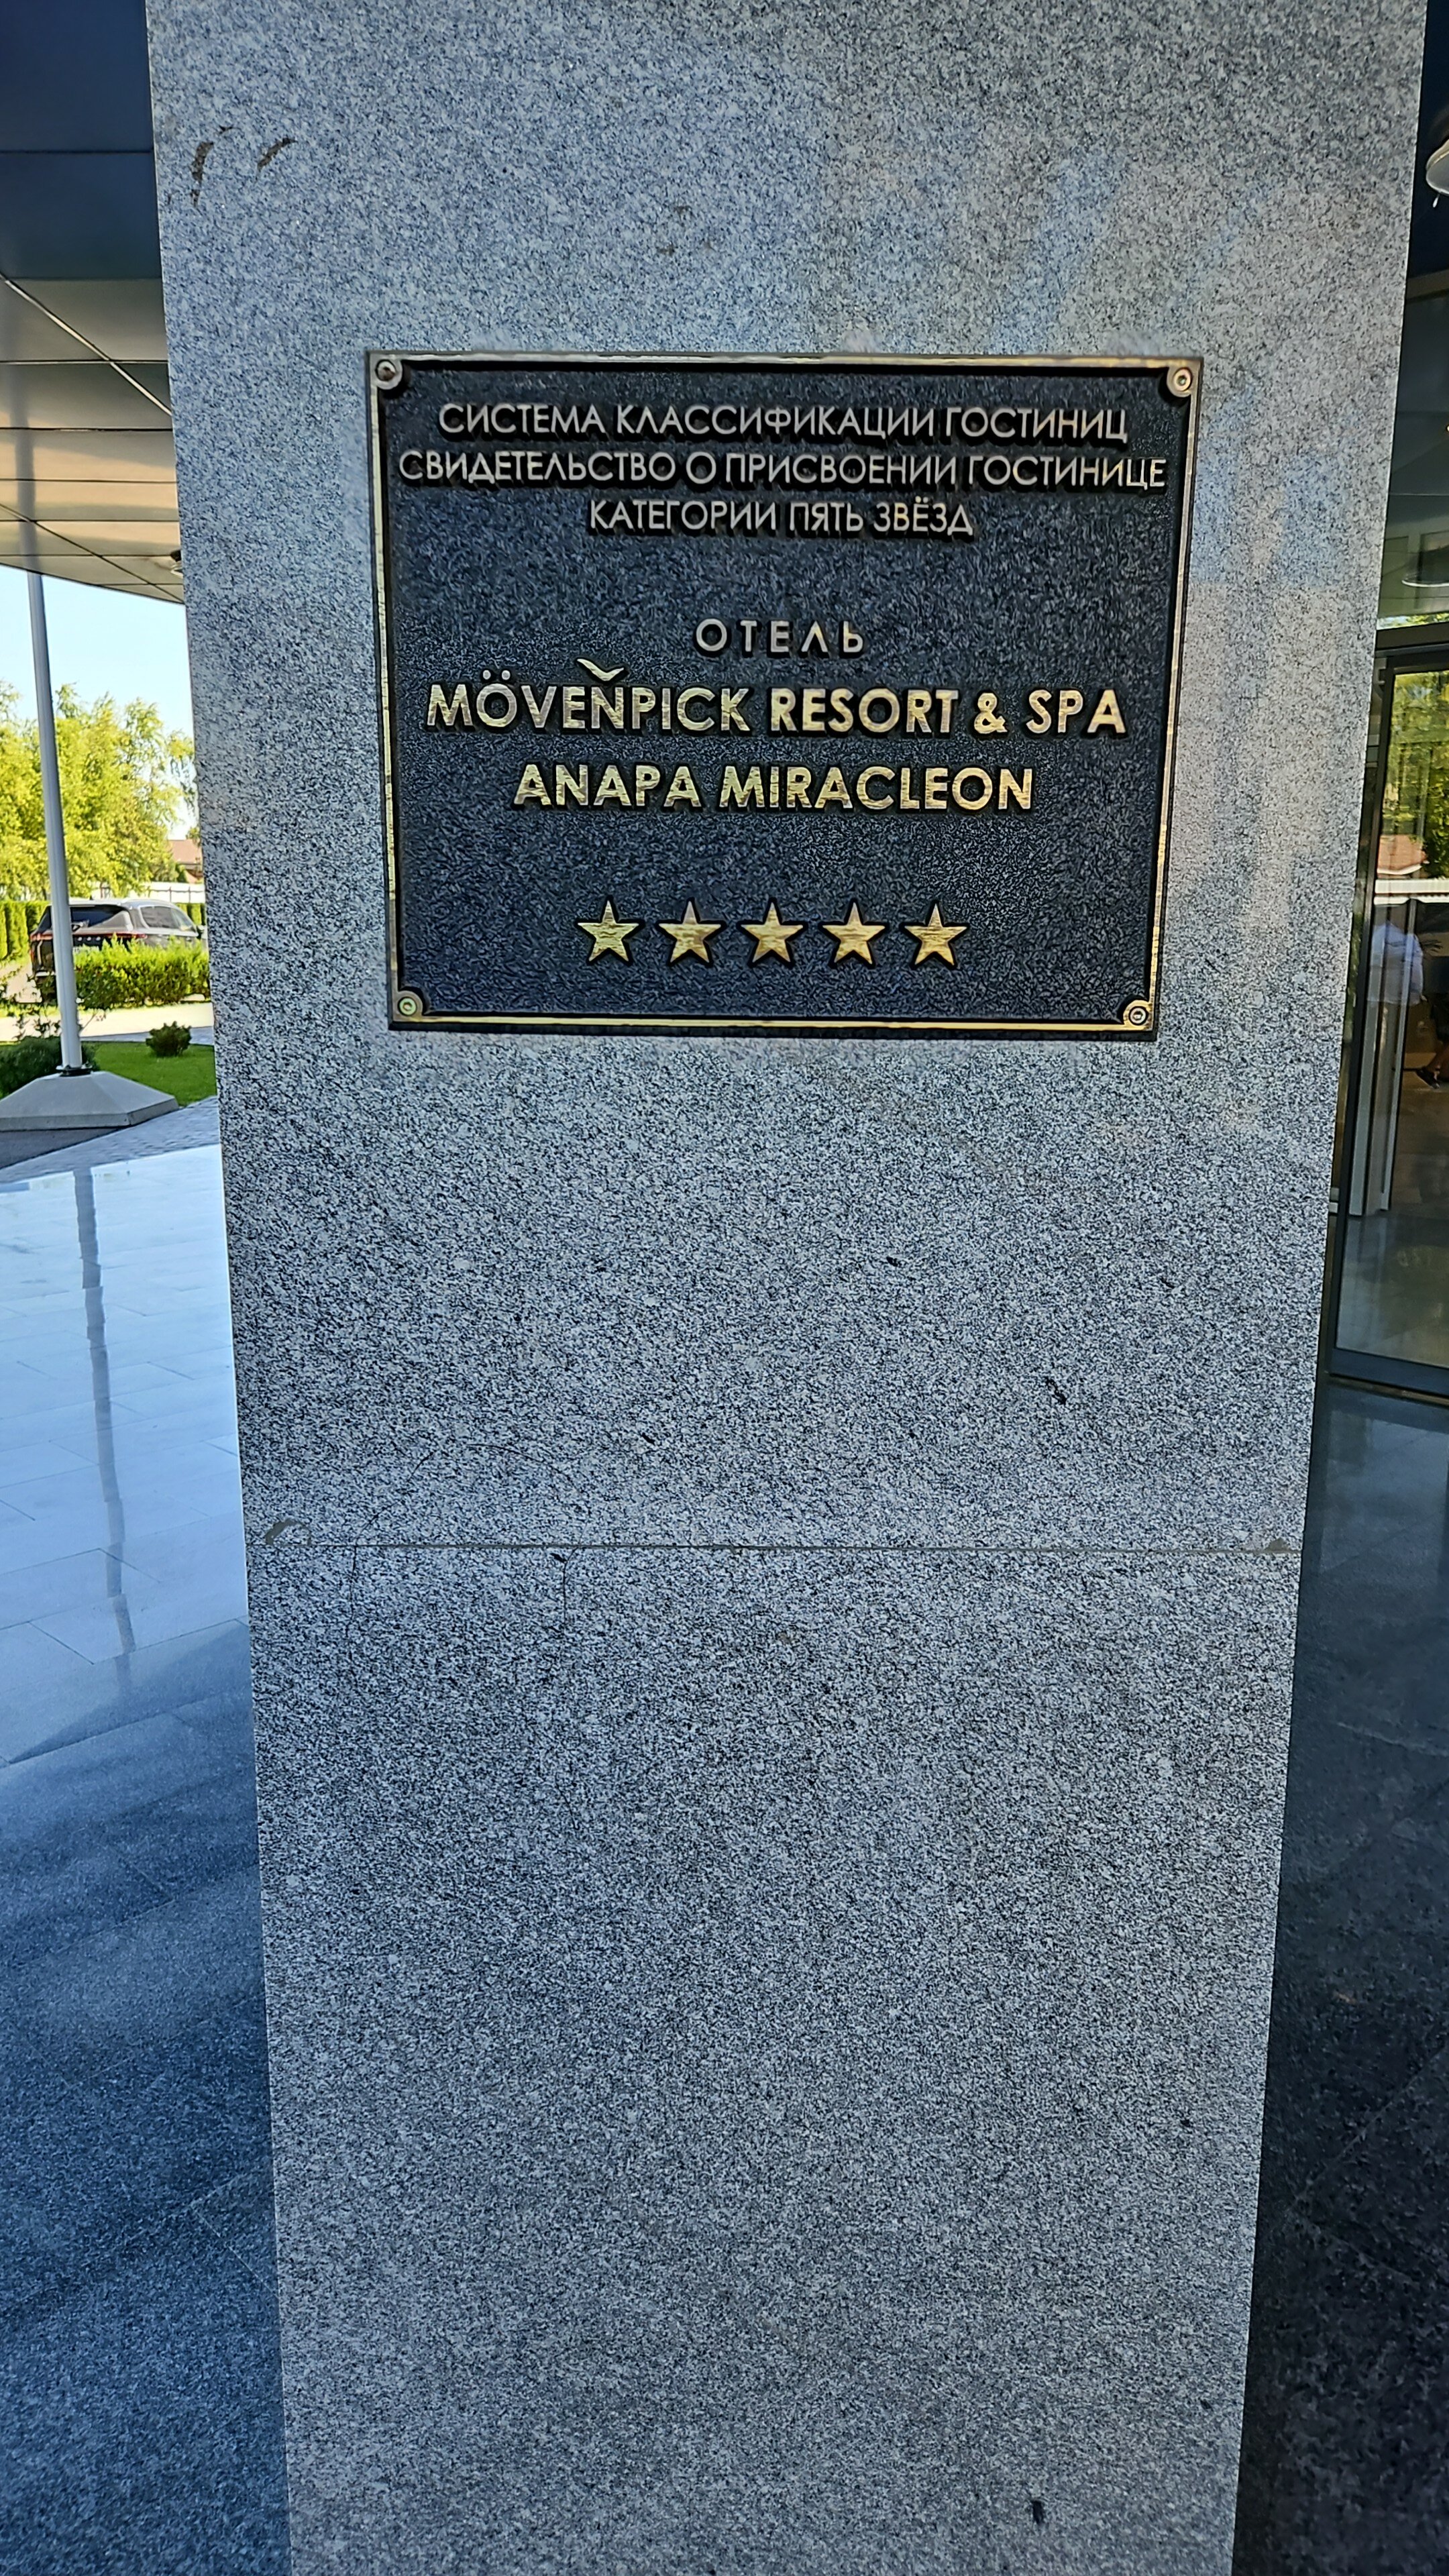 СИСТЕМА КЛАССИФИКАЦИИ ГОСТИНИЦ
СВИДЕТЕЛЬСТВО О ПРИСВОЕНИИ ГОСТИНИЦЕ
КАТЕГОРИИ ПЯТЬ ЗВЁЗД
ОТЕЛЬ
MÖVENPICK RESORT & SPA
ANAPA MIRACLEON